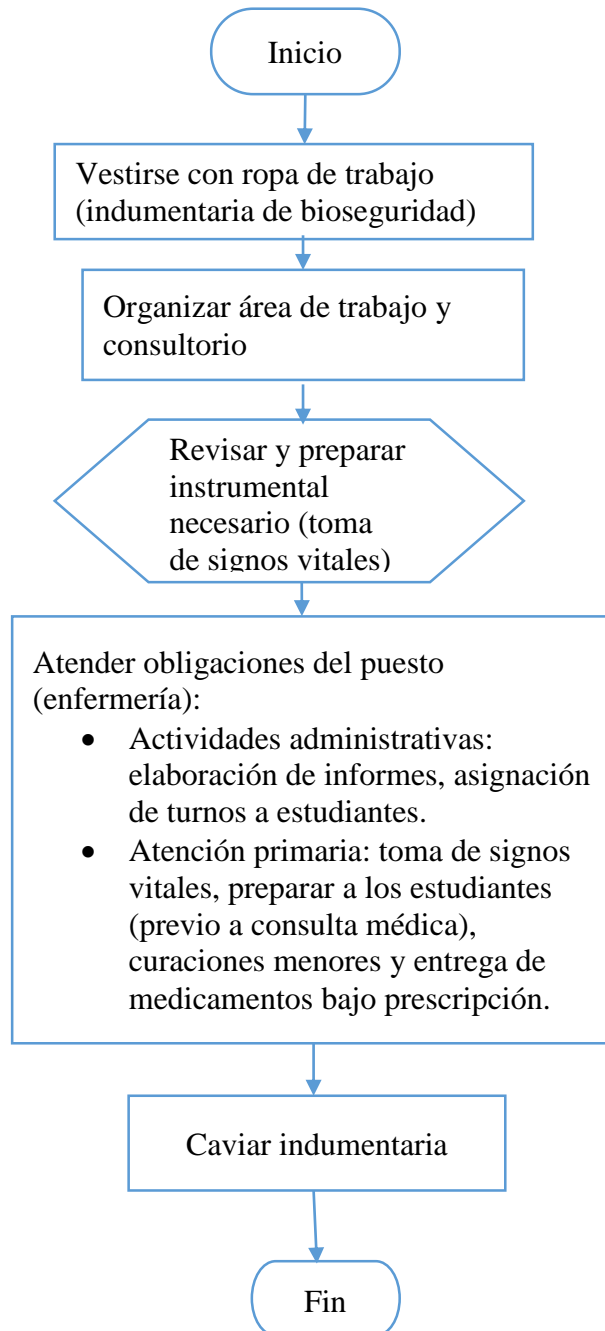 Inicio
Vestirse con ropa de trabajo
(indumentaria de bioseguridad)
Organizar área de trabajo y
consultorio
Revisar y preparar
instrumental
necesario (toma
de signos vitales)
Atender obligaciones del puesto
(enfermería):
• Actividades administrativas:
elaboración de informes, asignación
de turnos a estudiantes.
• Atención primaria: toma de signos
vitales, preparar a los estudiantes
(previo a consulta médica),
curaciones menores y entrega de
medicamentos bajo prescripción.
Caviar indumentaria
Fin